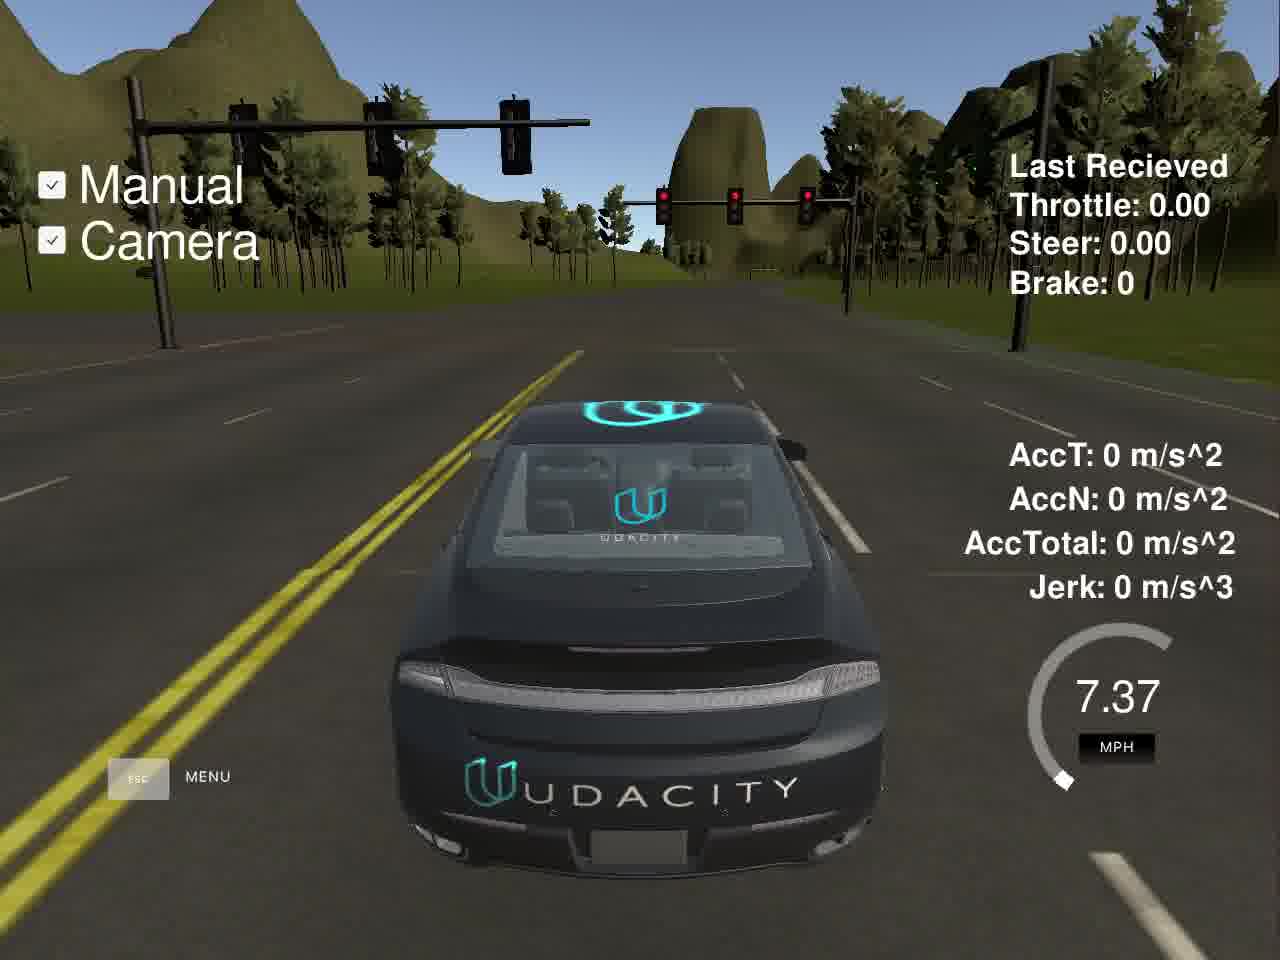 Manual
Camera
Last Recieved
Throttle: 0.00
Steer: 0.00
Brake: 0
AccT: 0 m/s^2
AccN: 0 m/s^2
AccTotal: 0 m/s^2
Jerk: 0 m/s^3
UDACITY
7.37
MPH
ESC MENU
UDACITY